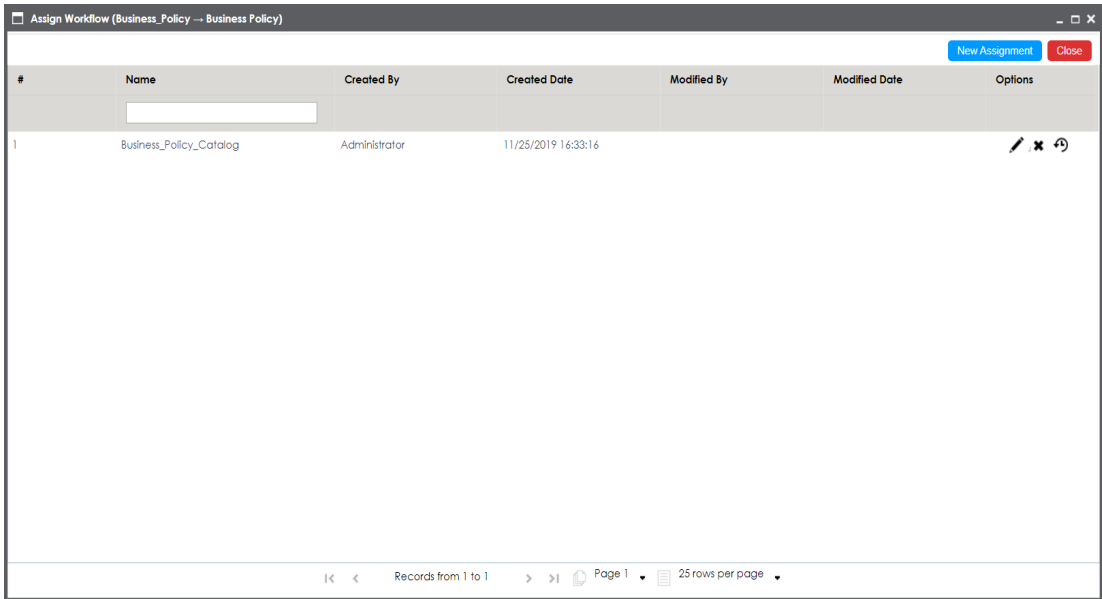 Assign Workflow (Business_Policy → Business Policy)
New Assignment Close
# Name Created By Created Date Modified By Modified Date Options
1 Business_Policy_Catalog Administrator 11/25/2019 16:33:16
Records from 1 to 1 Page 1 25 rows per page